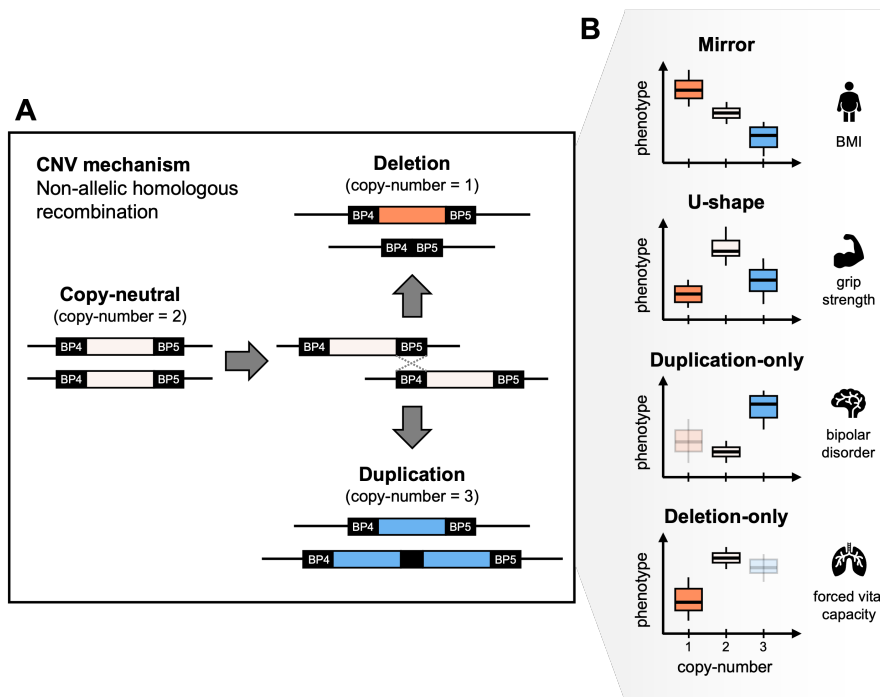 A
CNV mechanism
Non-allelic homologous
recombination
Copy-neutral
(copy-number = 2)
BP4 BP5
BP4 BP5
BP4 BP5
BP4 BP5
Deletion
(copy-number = 1)
BP4 BP5
BP4 BP5
Duplication
(copy-number = 3)
BP4 BP5
BP4 BP5
B
Mirror
phenotype
BMI
U-shape
phenotype
grip
strength
Duplication-only
phenotype
bipolar
disorder
Deletion-only
phenotype
forced vita
capacity
1 2 3
copy-number